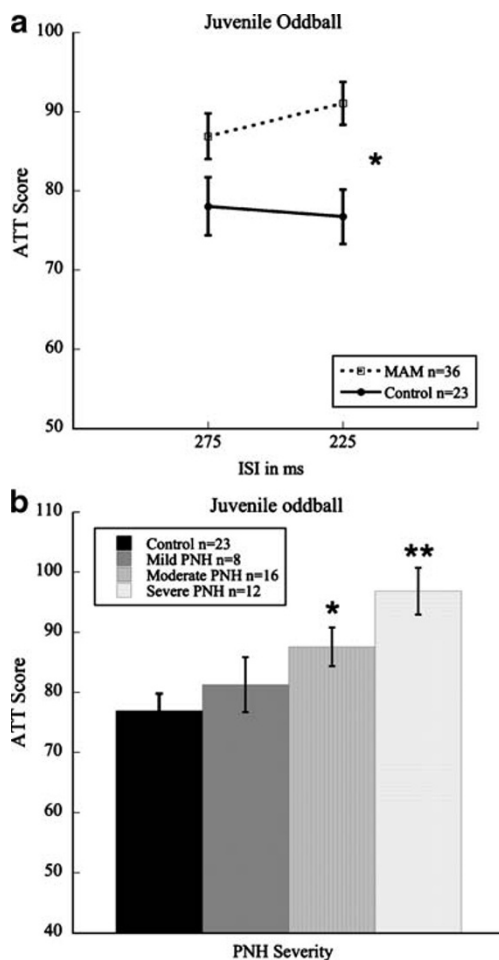 a
Juvenile Oddball
100
90
80
70
60
50
ATT Score
*
MAM n=36
Control n=23
275 225
ISI in ms
b
Juvenile oddball
110
100
90
80
70
60
50
40
ATT Score
Control n=23
Mild PNH n=8
Moderate PNH n=16
Severe PNH n=12
*
**
PNH Severity